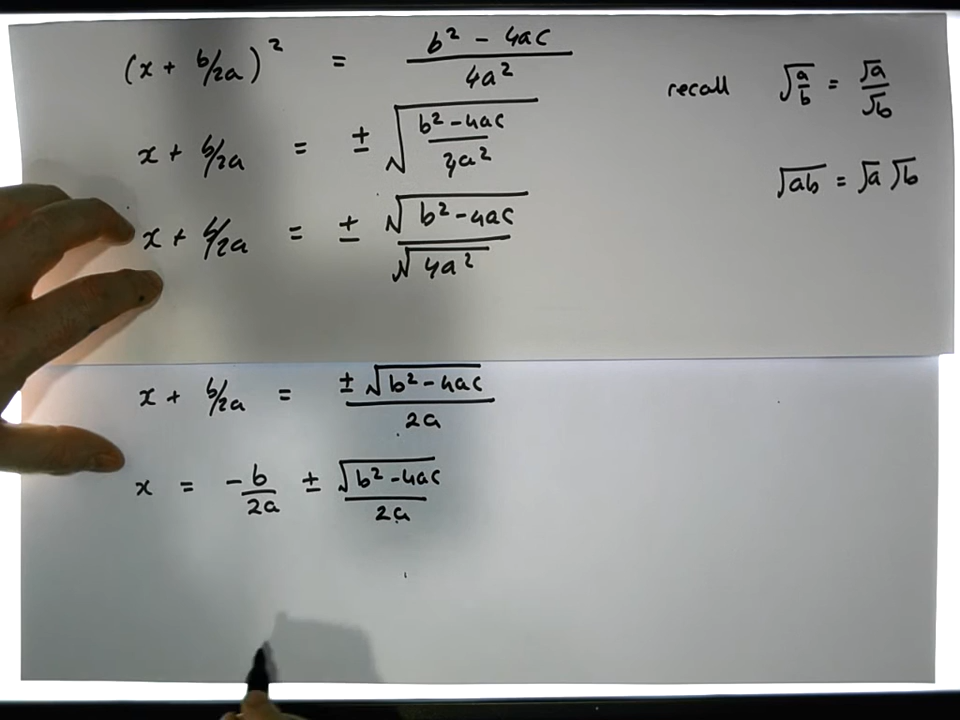 (x + b/2a)² = b² - 4ac / 4a²
recall √(a/b) = √a / √b
x + b/2a = ± √(b² - 4ac / 4a²)
√ab = √a √b
x + b/2a = ± √(b² - 4ac) / √(4a²)
x + b/2a = ± √(b² - 4ac) / 2a
x = -b/2a ± √(b² - 4ac) / 2a